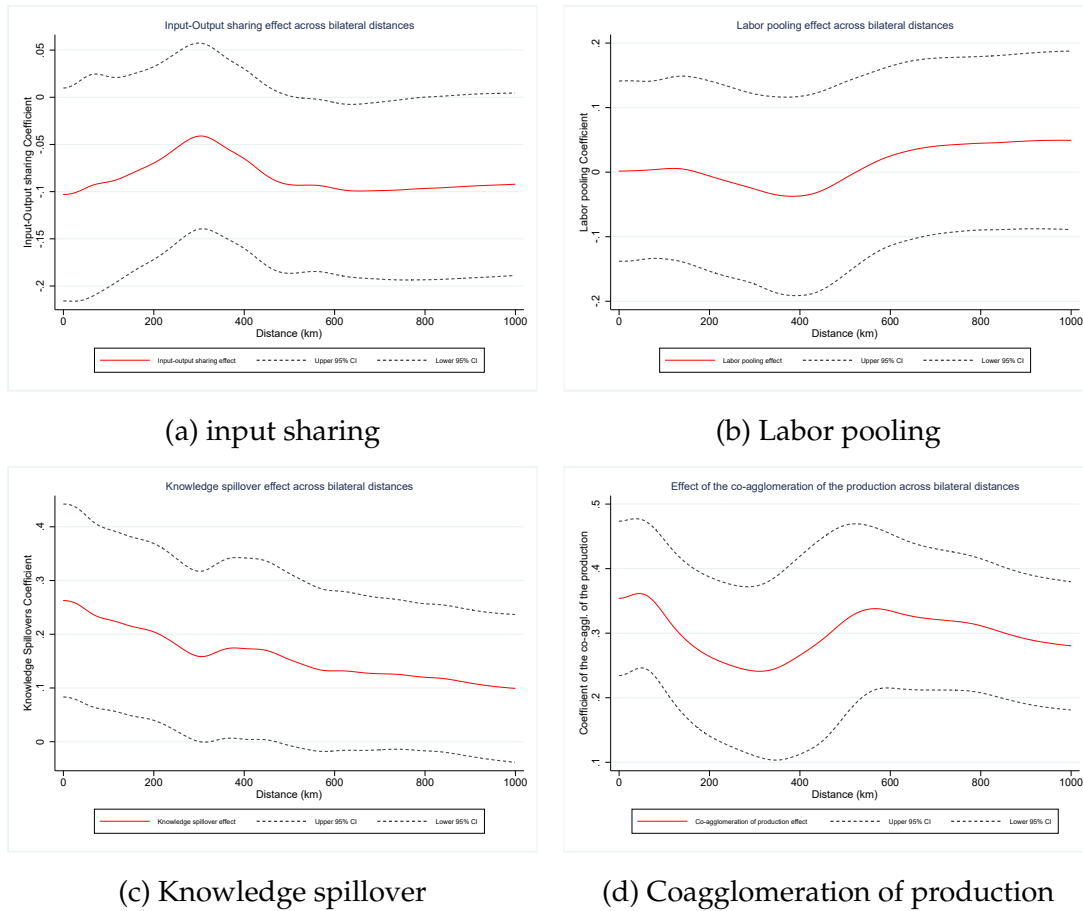 Input-Output sharing effect across bilateral distances
Input-Output sharing Coefficient
.05
0
-.05
-.1
-.15
-.2
0 200 400 600 800 1000
Distance (km)
Input-output sharing effect Upper 95% CI Lower 95% CI
(a) input sharing
Labor pooling effect across bilateral distances
Labor pooling Coefficient
.2
.1
0
-.1
-.2
0 200 400 600 800 1000
Distance (km)
Labor pooling effect Upper 95% CI Lower 95% CI
(b) Labor pooling
Knowledge spillover effect across bilateral distances
Knowledge Spillovers Coefficient
.4
.3
.2
.1
0
0 200 400 600 800 1000
Distance (km)
Knowledge spillover effect Upper 95% CI Lower 95% CI
(c) Knowledge spillover
Effect of the co-agglomeration of the production across bilateral distances
Coefficient of the co-aggl. of the production
.5
.4
.3
.2
.1
0 200 400 600 800 1000
Distance (km)
Co-agglomeration of production effect Upper 95% CI Lower 95% CI
(d) Coagglomeration of production